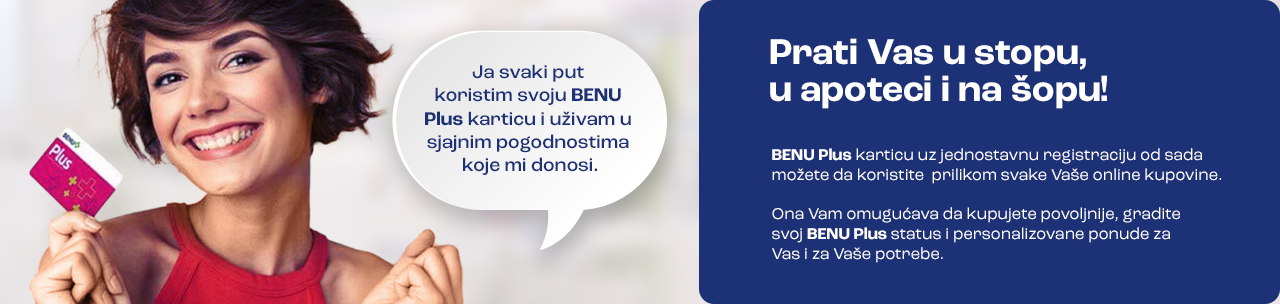 BENU
Plus
Ja svaki put
koristim svoju BENU
Plus karticu i uživam u
sjajnim pogodnostima
koje mi donosi.
Prati Vas u stopu,
u apoteci i na šopu!
BENU Plus karticu uz jednostavnu registraciju od sada
možete da koristite prilikom svake Vaše online kupovine.
Ona Vam omugućava da kupujete povoljnije, gradite
svoj BENU Plus status i personalizovane ponude za
Vas i za Vaše potrebe.